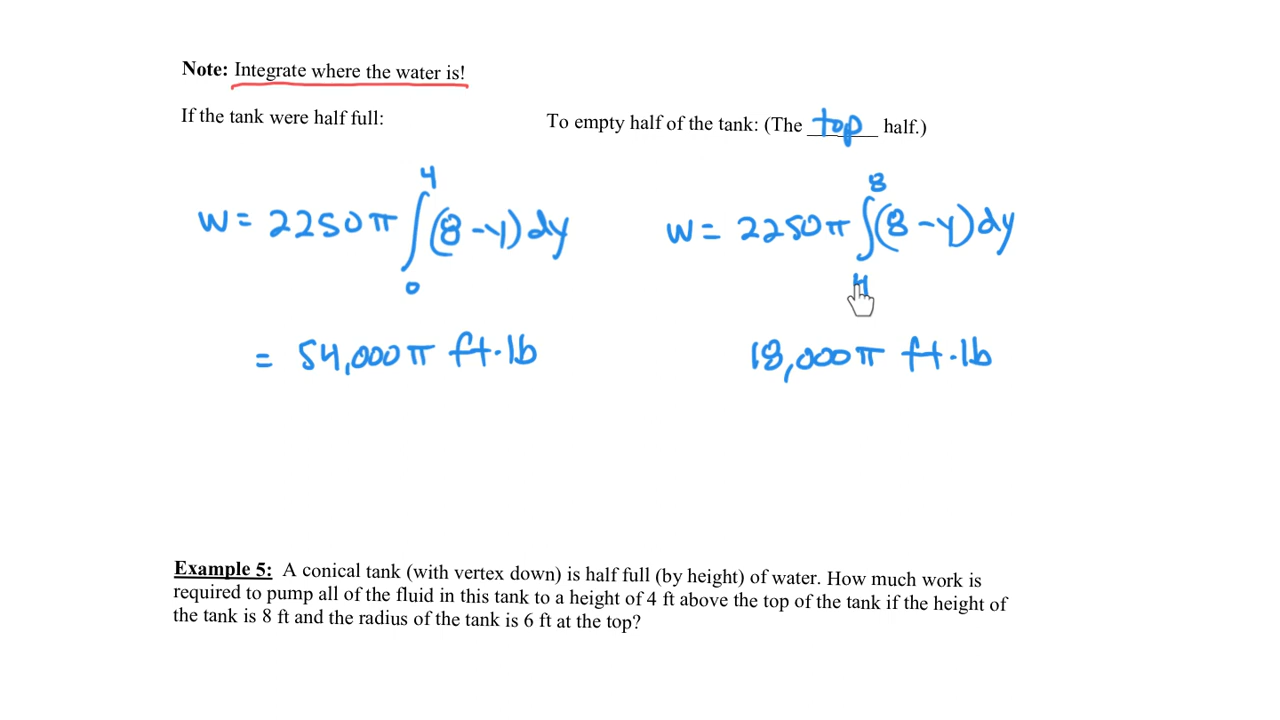 Note: Integrate where the water is!
If the tank were half full:
To empty half of the tank: (The top half.)
W = 2250π ∫₀⁴ (8-y) dy
= 54,000π ft·lb
W = 2250π ∫₄⁸ (8-y) dy
18,000π ft·lb
Example 5: A conical tank (with vertex down) is half full (by height) of water. How much work is
required to pump all of the fluid in this tank to a height of 4 ft above the top of the tank if the height of
the tank is 8 ft and the radius of the tank is 6 ft at the top?